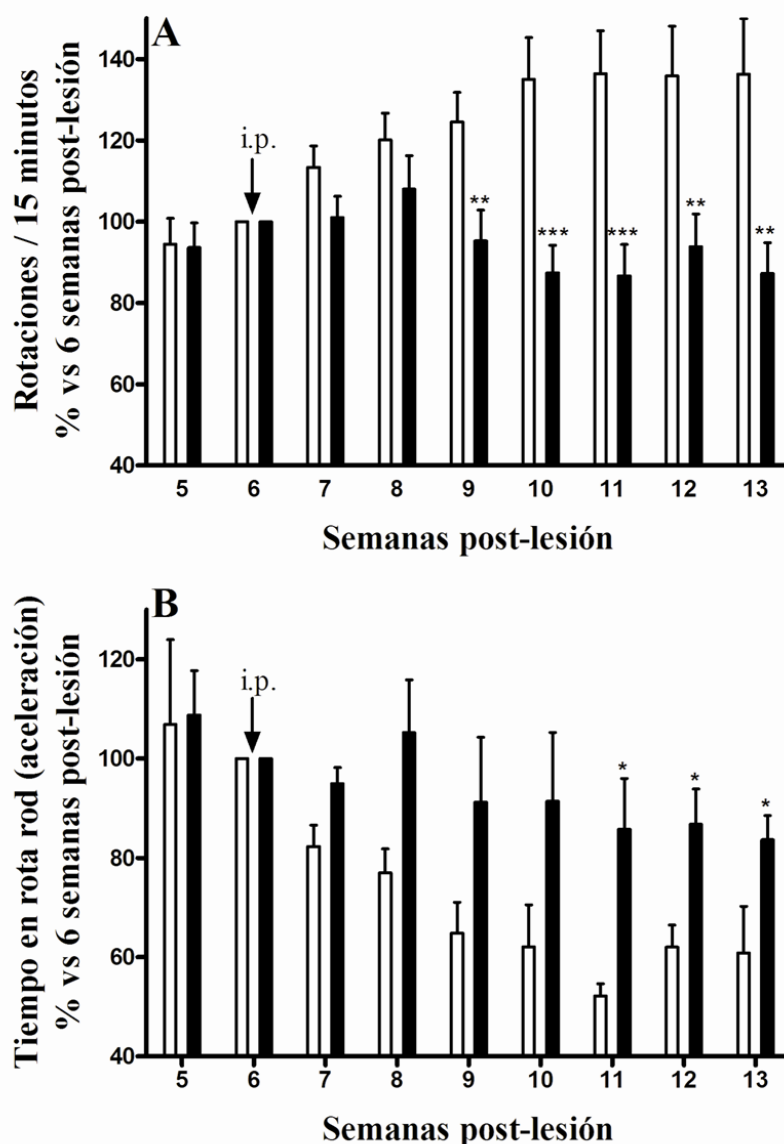 A
Rotaciones / 15 minutos
% vs 6 semanas post-lesión
140
120
100
80
60
40
i.p.
**
***
***
**
**
5 6 7 8 9 10 11 12 13
Semanas post-lesión
B
Tiempo en rota rod (aceleración)
% vs 6 semanas post-lesión
120
100
80
60
40
i.p.
*
*
*
5 6 7 8 9 10 11 12 13
Semanas post-lesión